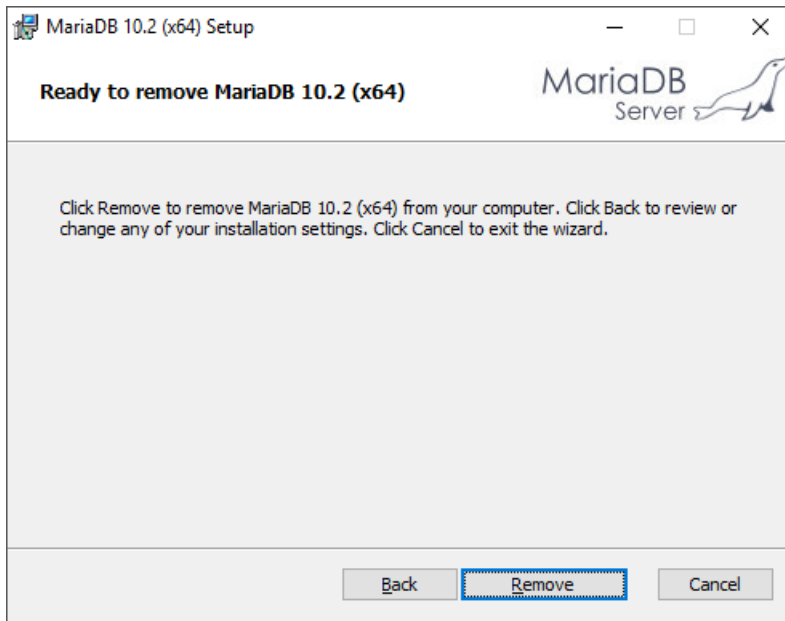 MariaDB 10.2 (x64) Setup
Ready to remove MariaDB 10.2 (x64)
MariaDB
Server
Click Remove to remove MariaDB 10.2 (x64) from your computer. Click Back to review or
change any of your installation settings. Click Cancel to exit the wizard.
Back Remove Cancel